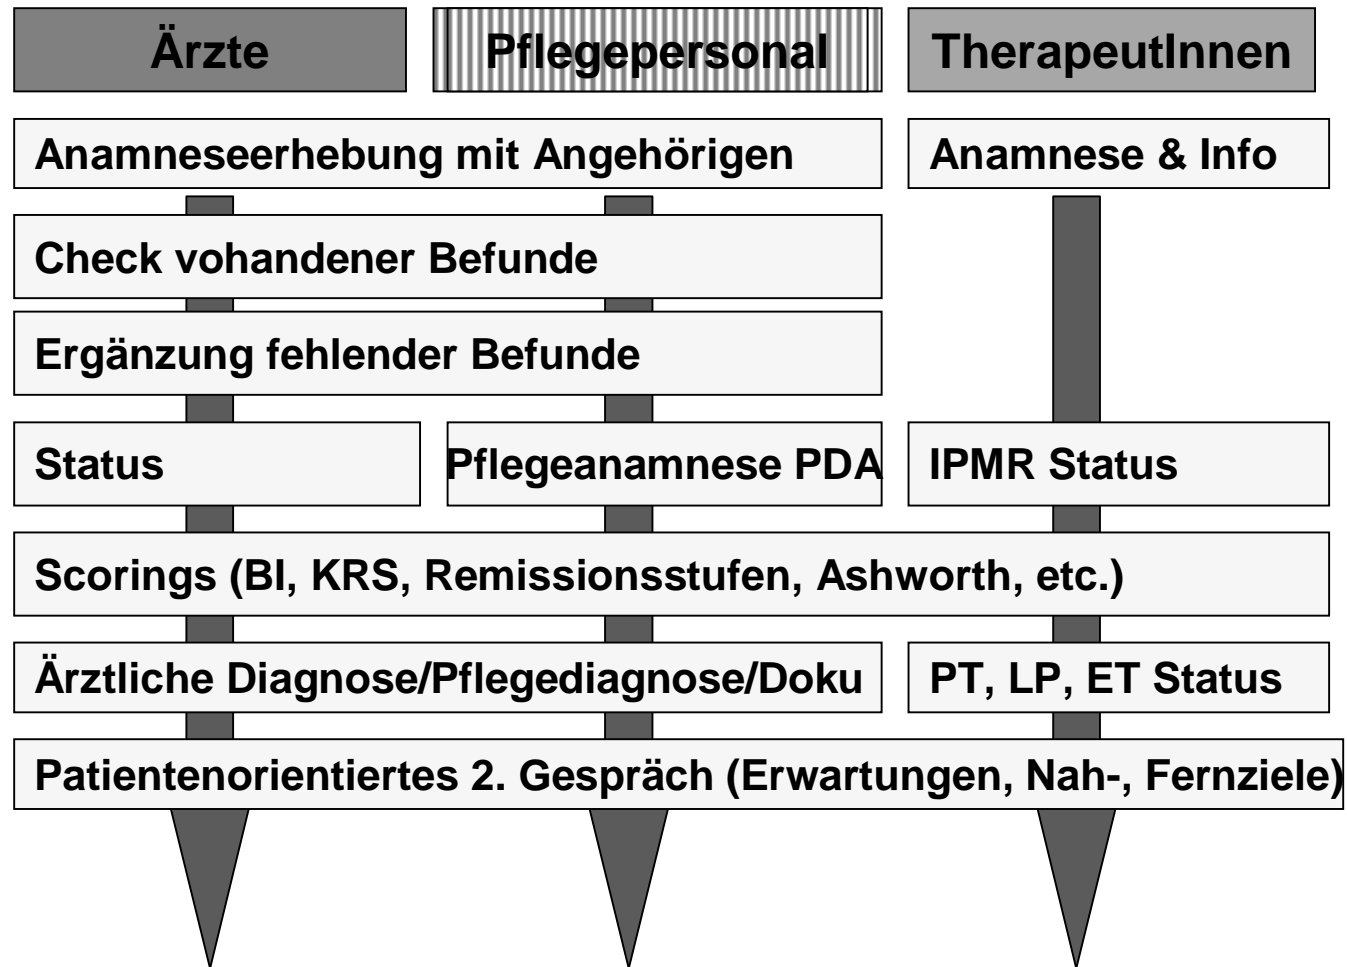 Ärzte
Pflegepersonal
TherapeutInnen
Anamneseerhebung mit Angehörigen
Anamnese & Info
Check vohandener Befunde
Ergänzung fehlender Befunde
Status
Pflegeanamnese PDA
IPMR Status
Scorings (BI, KRS, Remissionsstufen, Ashworth, etc.)
Ärztliche Diagnose/Pflegediagnose/Doku
PT, LP, ET Status
Patientenorientiertes 2. Gespräch (Erwartungen, Nah-, Fernziele)